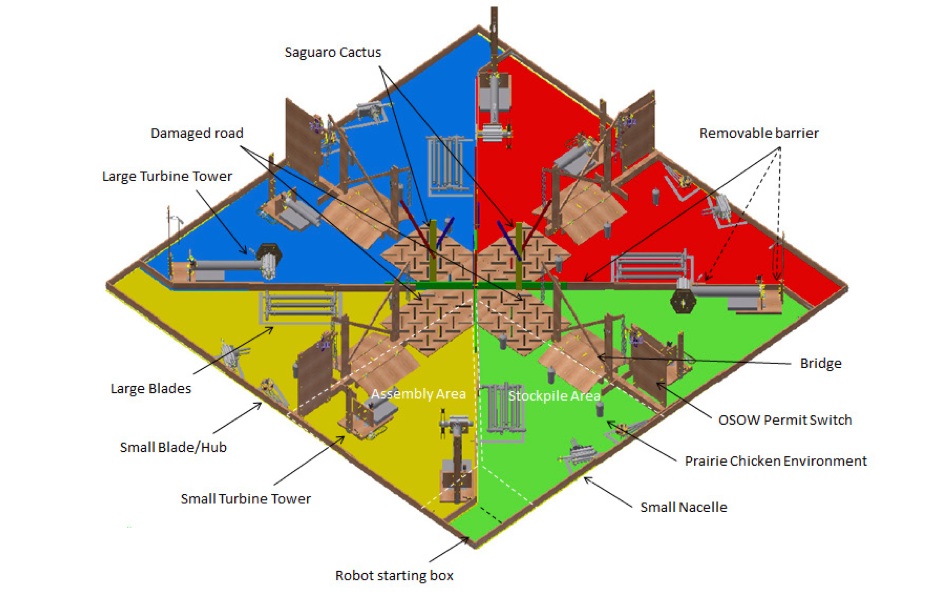 Saguaro Cactus
Damaged road
Removable barrier
Large Turbine Tower
Bridge
Large Blades
Assembly Area
Stockpile Area
OSOW Permit Switch
Small Blade/Hub
Prairie Chicken Environment
Small Turbine Tower
Small Nacelle
Robot starting box